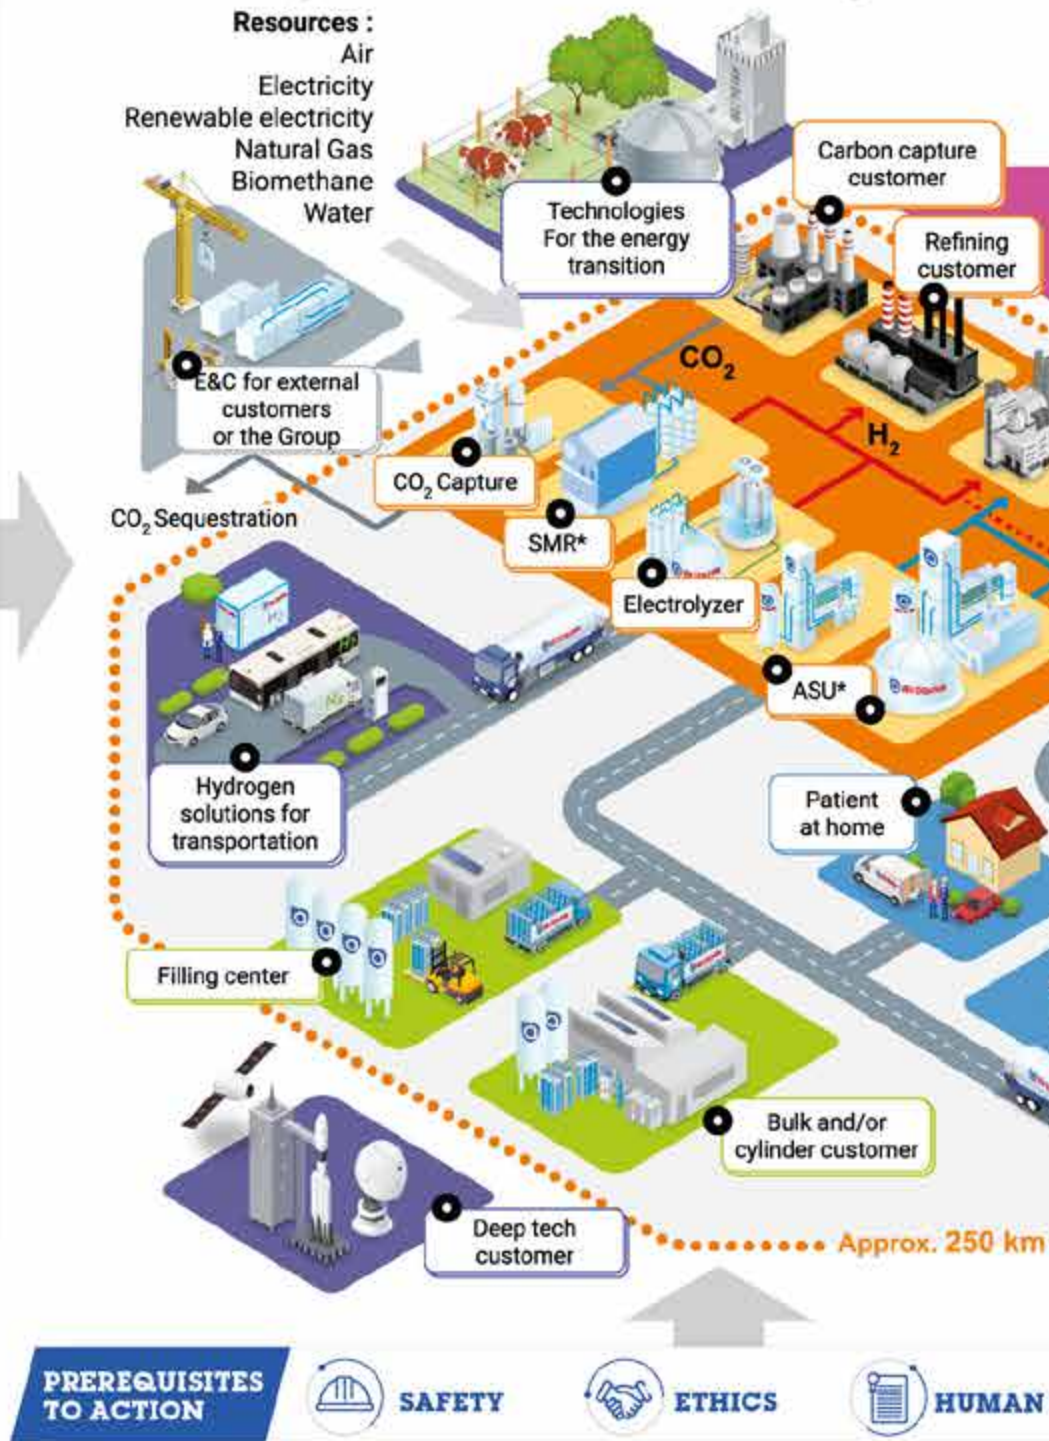 Resources :
Air
Electricity
Renewable electricity
Natural Gas
Biomethane
Water
Carbon capture
customer
Technologies
For the energy
transition
Refining
customer
CO₂
E&C for external
customers
or the Group
H₂
CO₂ Capture
CO₂ Sequestration
SMR*
Electrolyzer
ASU*
Hydrogen
solutions for
transportation
Patient
at home
Filling center
Bulk and/or
cylinder customer
Deep tech
customer
Approx. 250 km
PREREQUISITES
TO ACTION
SAFETY
ETHICS
HUMAN